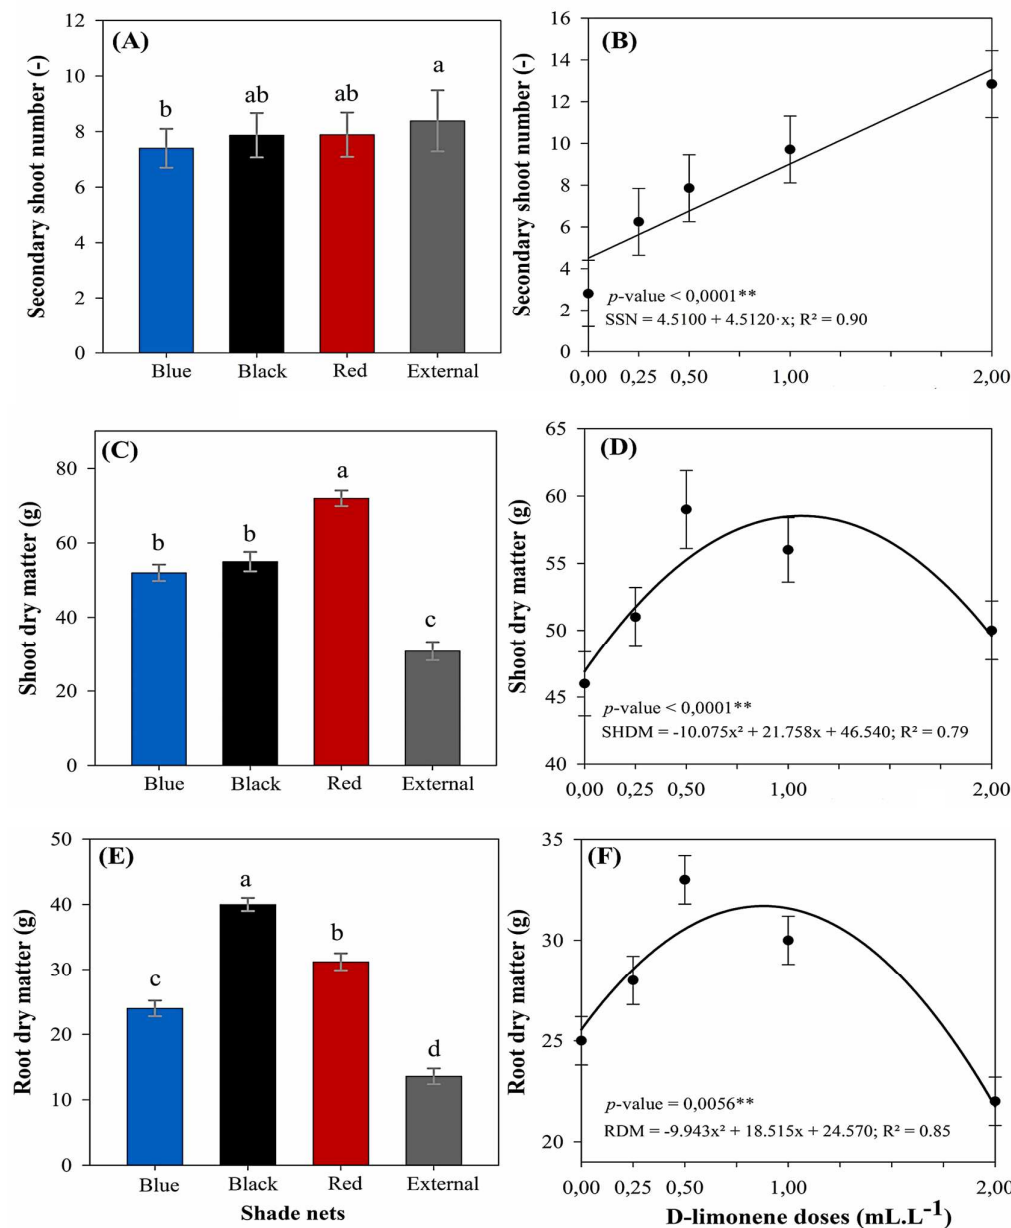 (A)
Secondary shoot number (-)
12
10
8
6
4
2
0
b
ab
ab
a
Blue
Black
Red
External
(B)
Secondary shoot number (-)
16
14
12
10
8
6
4
2
0
p-value < 0,0001**
SSN = 4.5100 + 4.5120·x; R² = 0.90
0,00
0,25
0,50
1,00
2,00
(C)
Shoot dry matter (g)
80
60
40
20
0
b
b
a
c
Blue
Black
Red
External
(D)
Shoot dry matter (g)
65
60
55
50
45
40
p-value < 0,0001**
SHDM = -10.075x² + 21.758x + 46.540; R² = 0.79
0,00
0,25
0,50
1,00
2,00
(E)
Root dry matter (g)
50
40
30
20
10
0
c
a
b
d
Blue
Black
Red
External
Shade nets
(F)
Root dry matter (g)
35
30
25
20
p-value = 0,0056**
RDM = -9.943x² + 18.515x + 24.570; R² = 0.85
0,00
0,25
0,50
1,00
2,00
D-limonene doses (mL.L⁻¹)